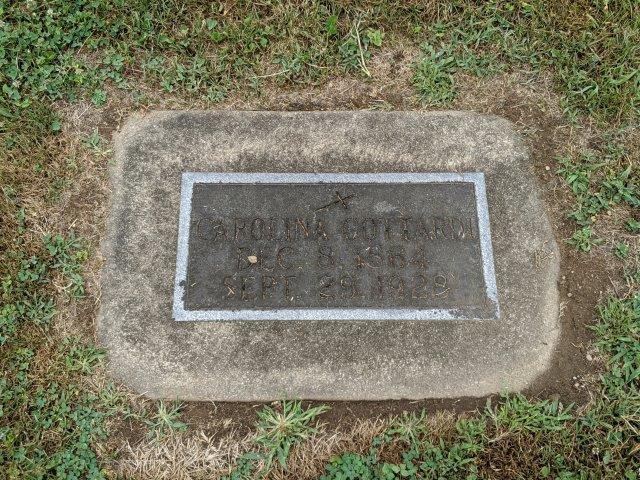 CAROLINA GOTTARDI
DEC. 8, 1864
SEPT. 29, 1929